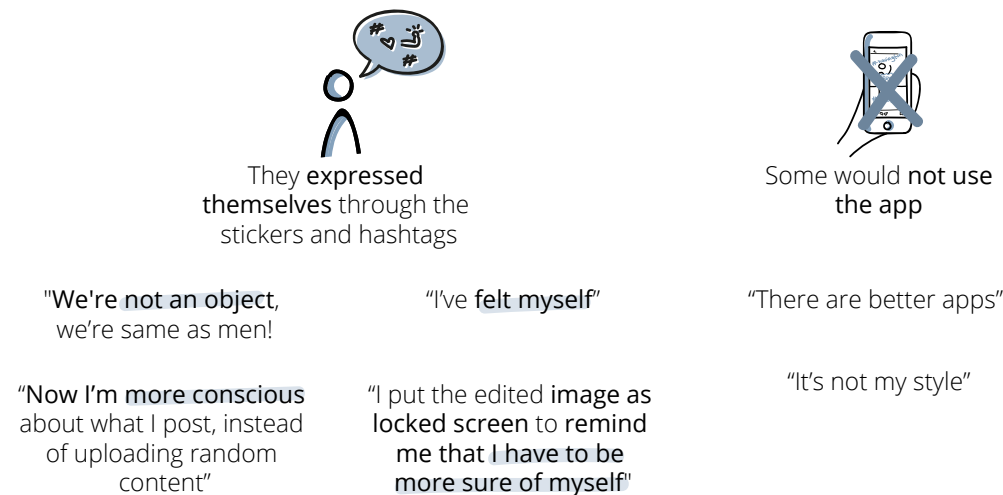 They expressed
themselves through the
stickers and hashtags
Some would not use
the app
"We're not an object,
we're same as men!
“I've felt myself”
“There are better apps”
“Now I'm more conscious
about what I post, instead
of uploading random
content”
“I put the edited image as
locked screen to remind
me that I have to be
more sure of myself"
“It's not my style”